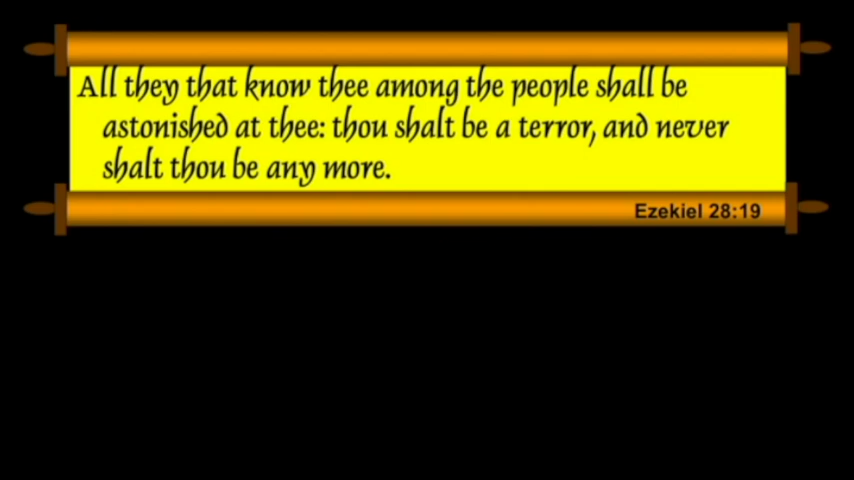 All they that know thee among the people shall be
astonished at thee: thou shalt be a terror, and never
shalt thou be any more.
Ezekiel 28:19